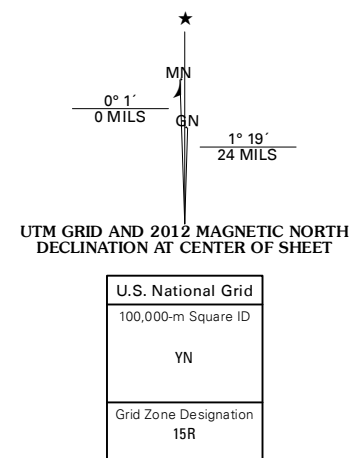 ★
MN
0° 1´
0 MILS
GN
1° 19´
24 MILS
UTM GRID AND 2012 MAGNETIC NORTH
DECLINATION AT CENTER OF SHEET
U.S. National Grid
100,000-m Square ID
YN
Grid Zone Designation
15R